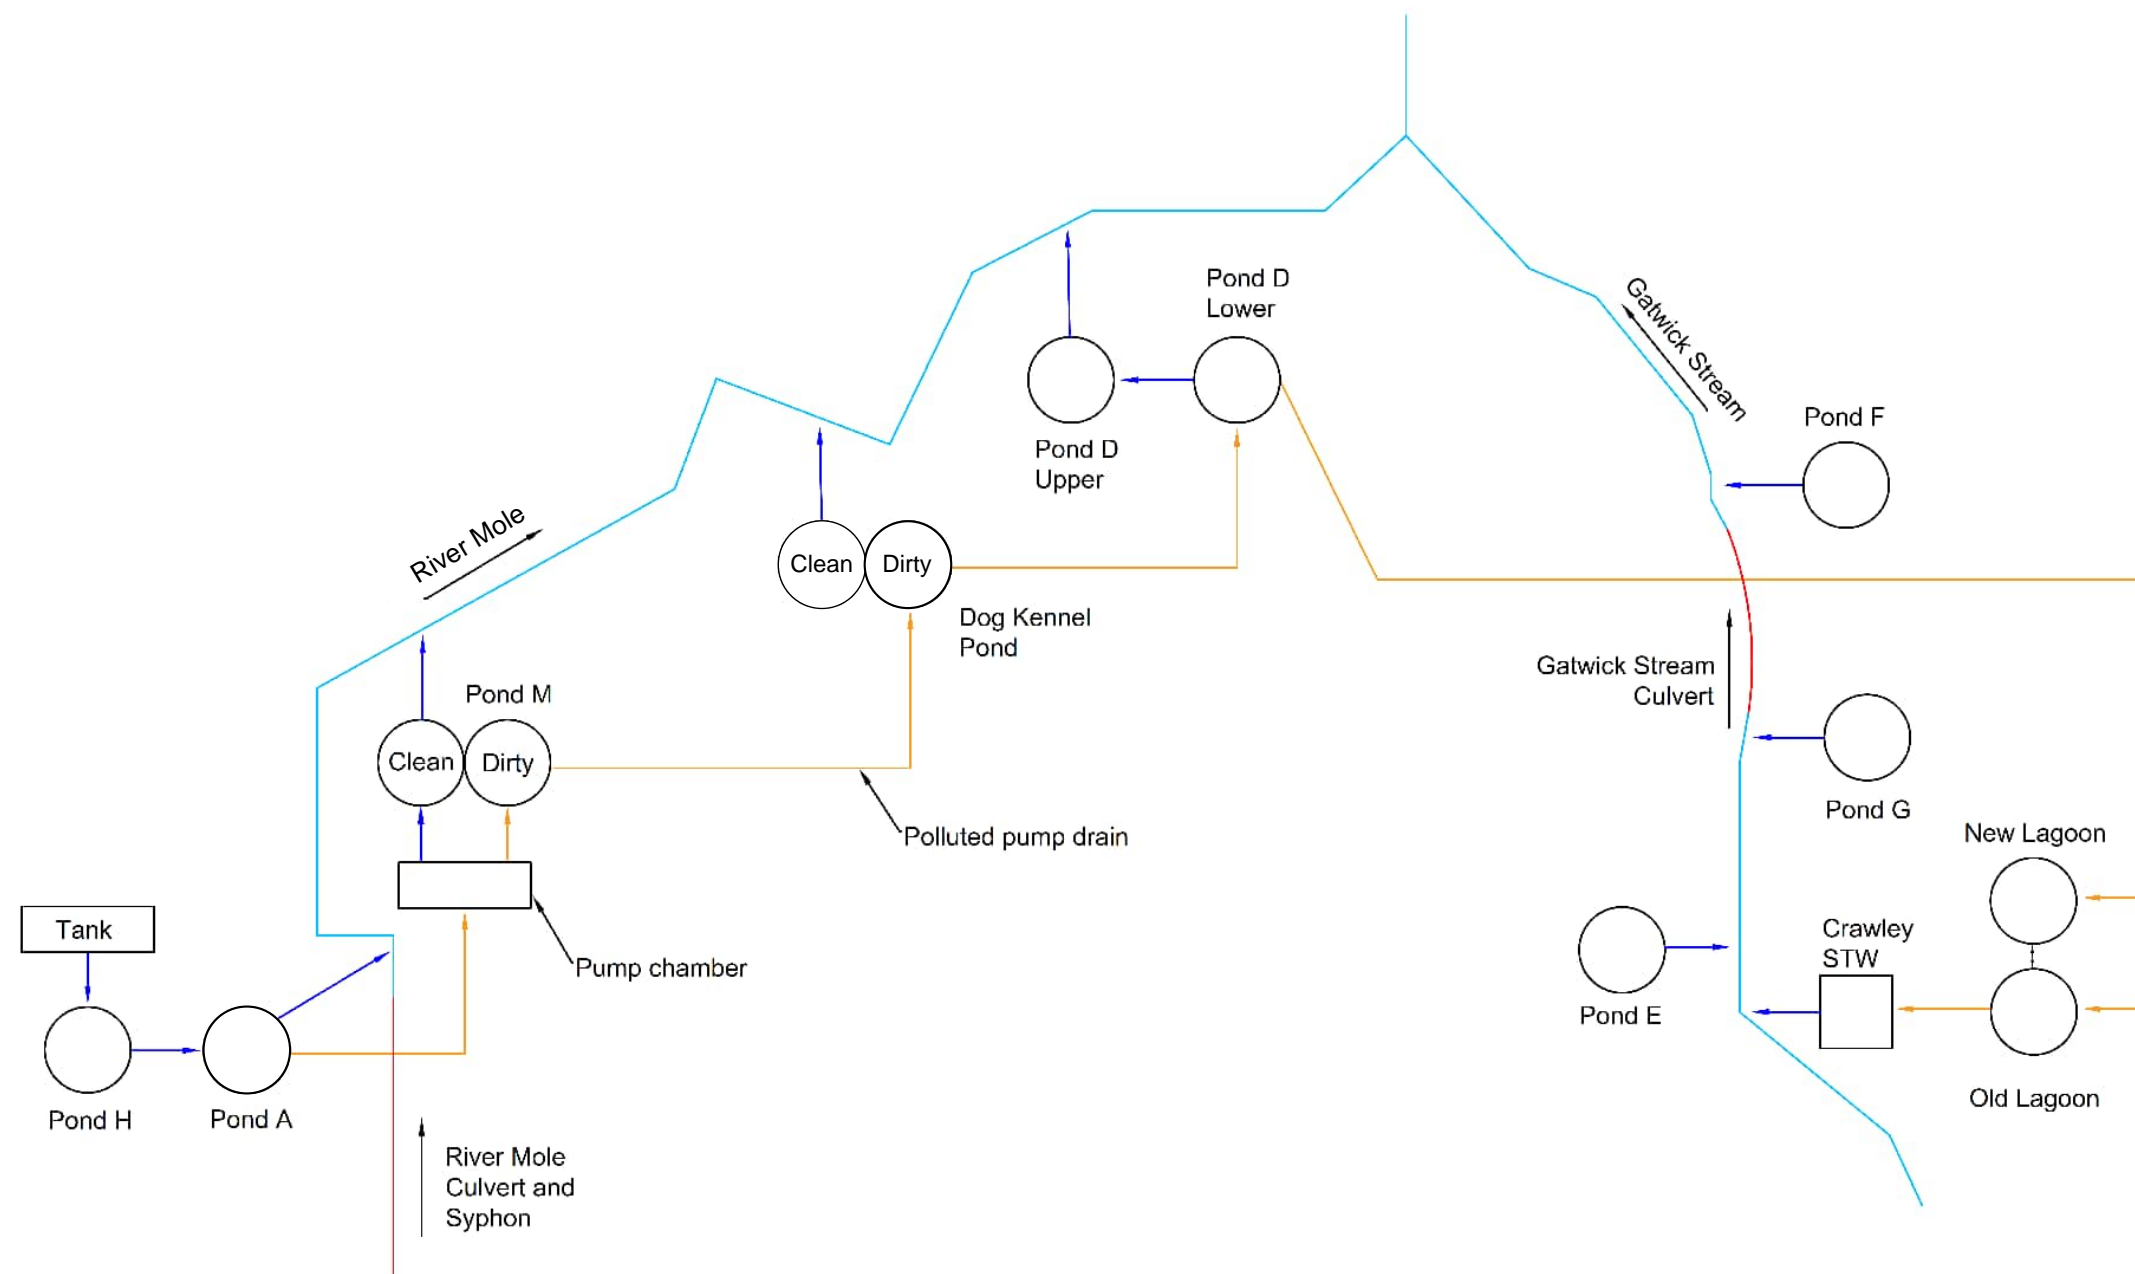 Pond D
Lower
Gatwick Stream
Pond F
Pond D
Upper
River Mole
Clean
Dirty
Dog Kennel
Pond
Gatwick Stream
Culvert
Pond M
Clean
Dirty
Pond G
Polluted pump drain
New Lagoon
Tank
Crawley
STW
Pump chamber
Pond E
Pond H
Pond A
Old Lagoon
River Mole
Culvert and
Syphon